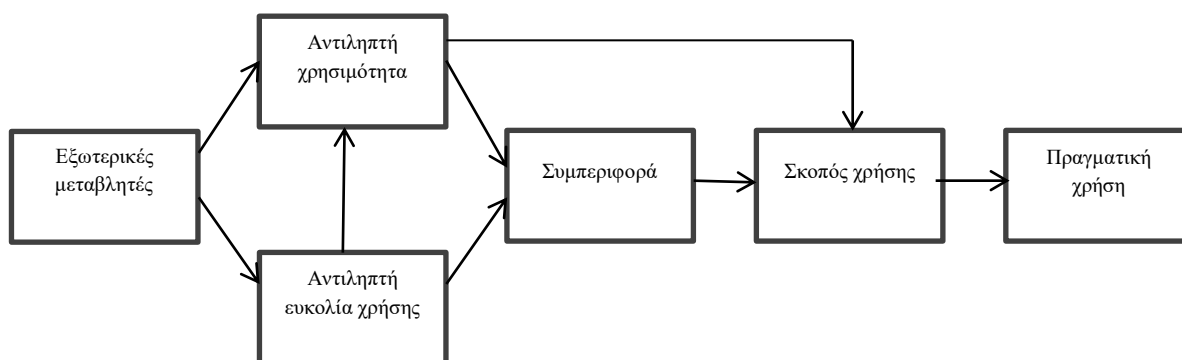 Αντιληπτή
χρησιμότητα
Εξωτερικές
μεταβλητές
Συμπεριφορά
Σκοπός χρήσης
Πραγματική
χρήση
Αντιληπτή
ευκολία χρήσης